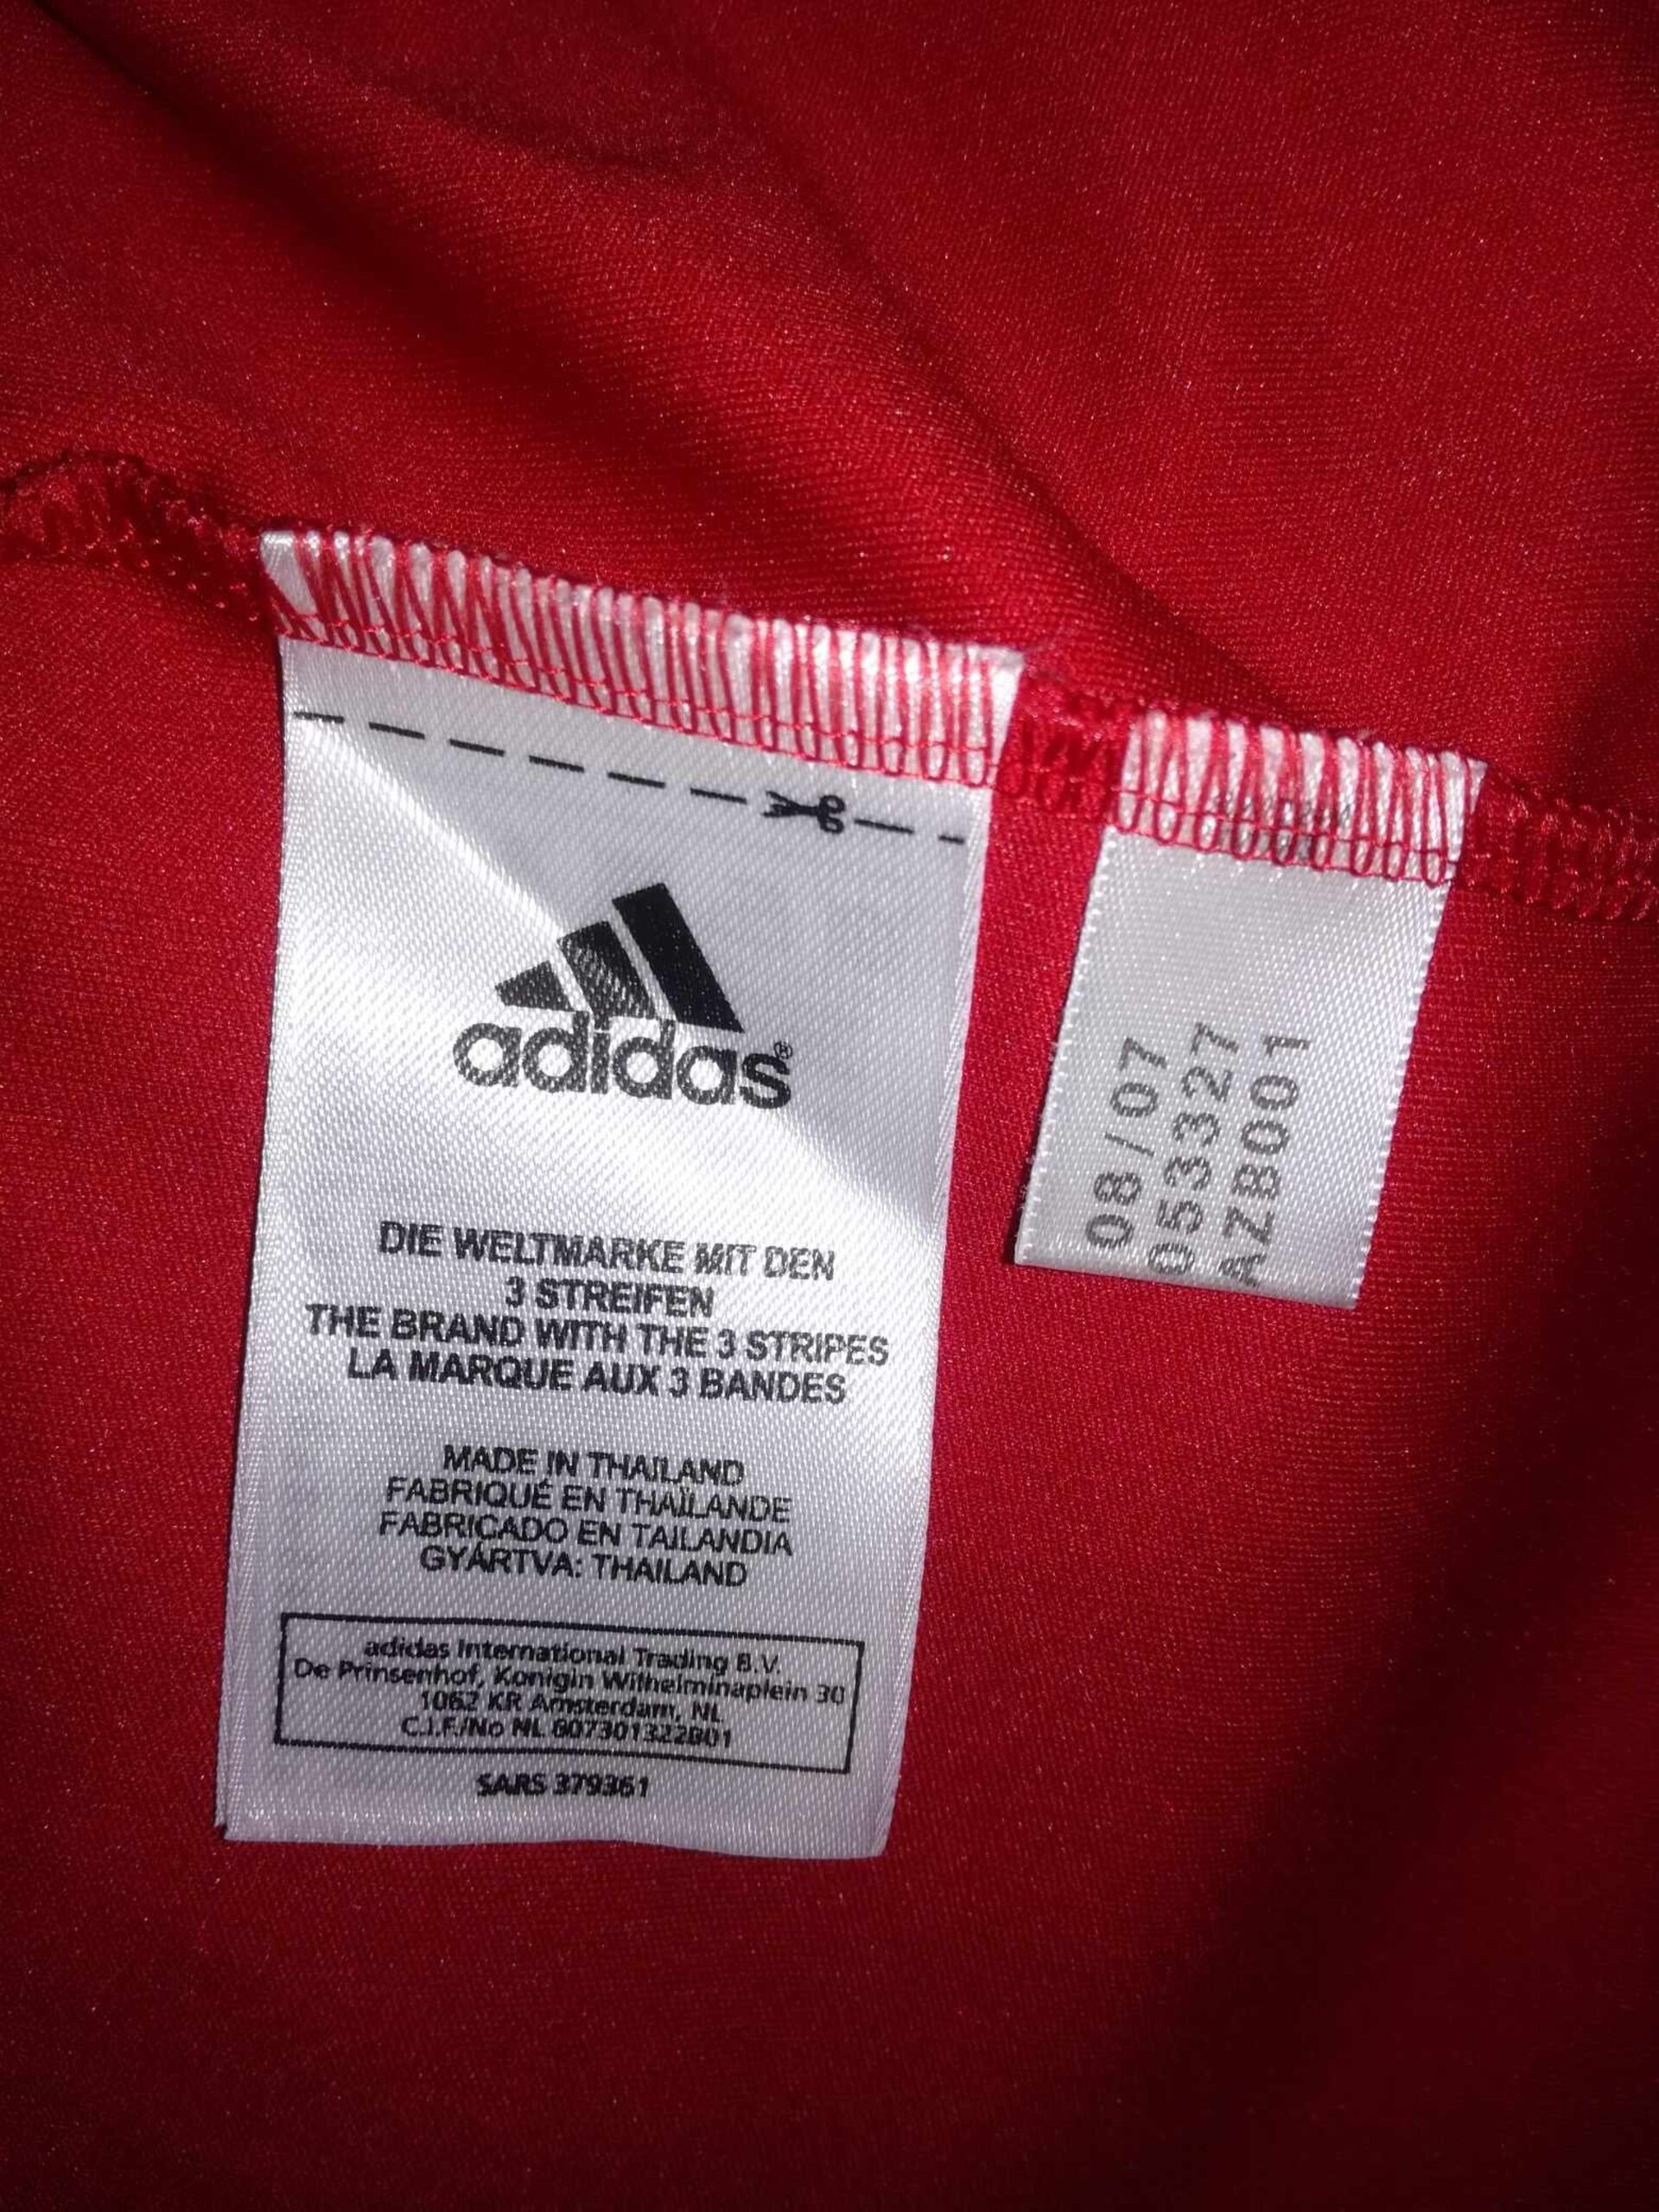 adidas®
DIE WELTMARKE MIT DEN
3 STREIFEN
THE BRAND WITH THE 3 STRIPES
LA MARQUE AUX 3 BANDES
MADE IN THAILAND
FABRIQUÉ EN THAÏLANDE
FABRICADO EN TAILANDIA
GYÁRTVA: THAILAND
adidas International Trading B.V.
De Prinsenhof, Konigin Wilhelminaplein 30
1062 KR Amsterdam, NL
C.I.F./No NL 807301322B01
SARS 379361
08/07
053327
AZB001